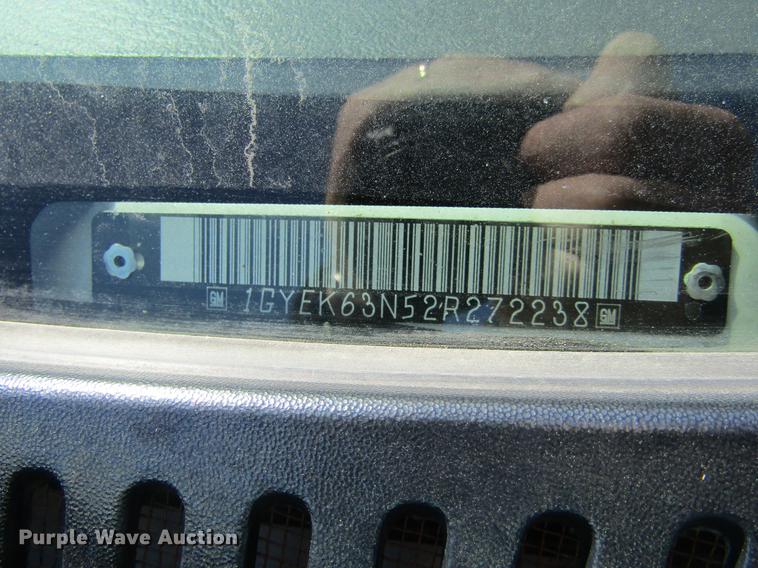 GM 1GYEK63N52R272238 GM
Purple Wave Auction